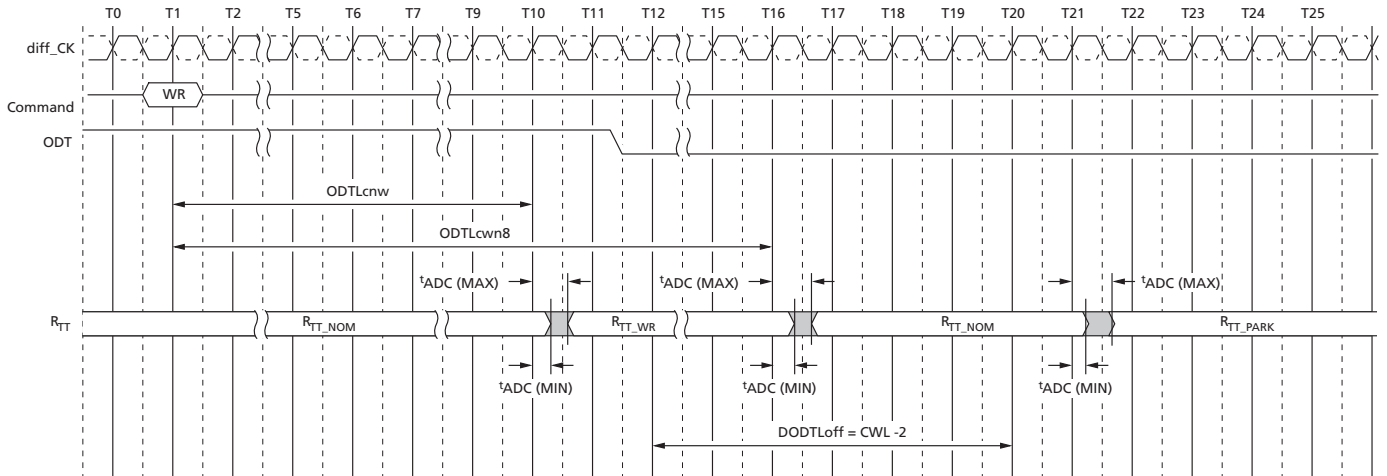 T0 T1 T2 T5 T6 T7 T9 T10 T11 T12 T15 T16 T17 T18 T19 T20 T21 T22 T23 T24 T25
diff_CK
WR
Command
ODT
ODTLcnw
ODTLcwn8
tADC (MAX) tADC (MAX) tADC (MAX)
RTT RTT_NOM RTT_WR RTT_NOM RTT_PARK
tADC (MIN) tADC (MIN) tADC (MIN)
DODTLoff = CWL -2